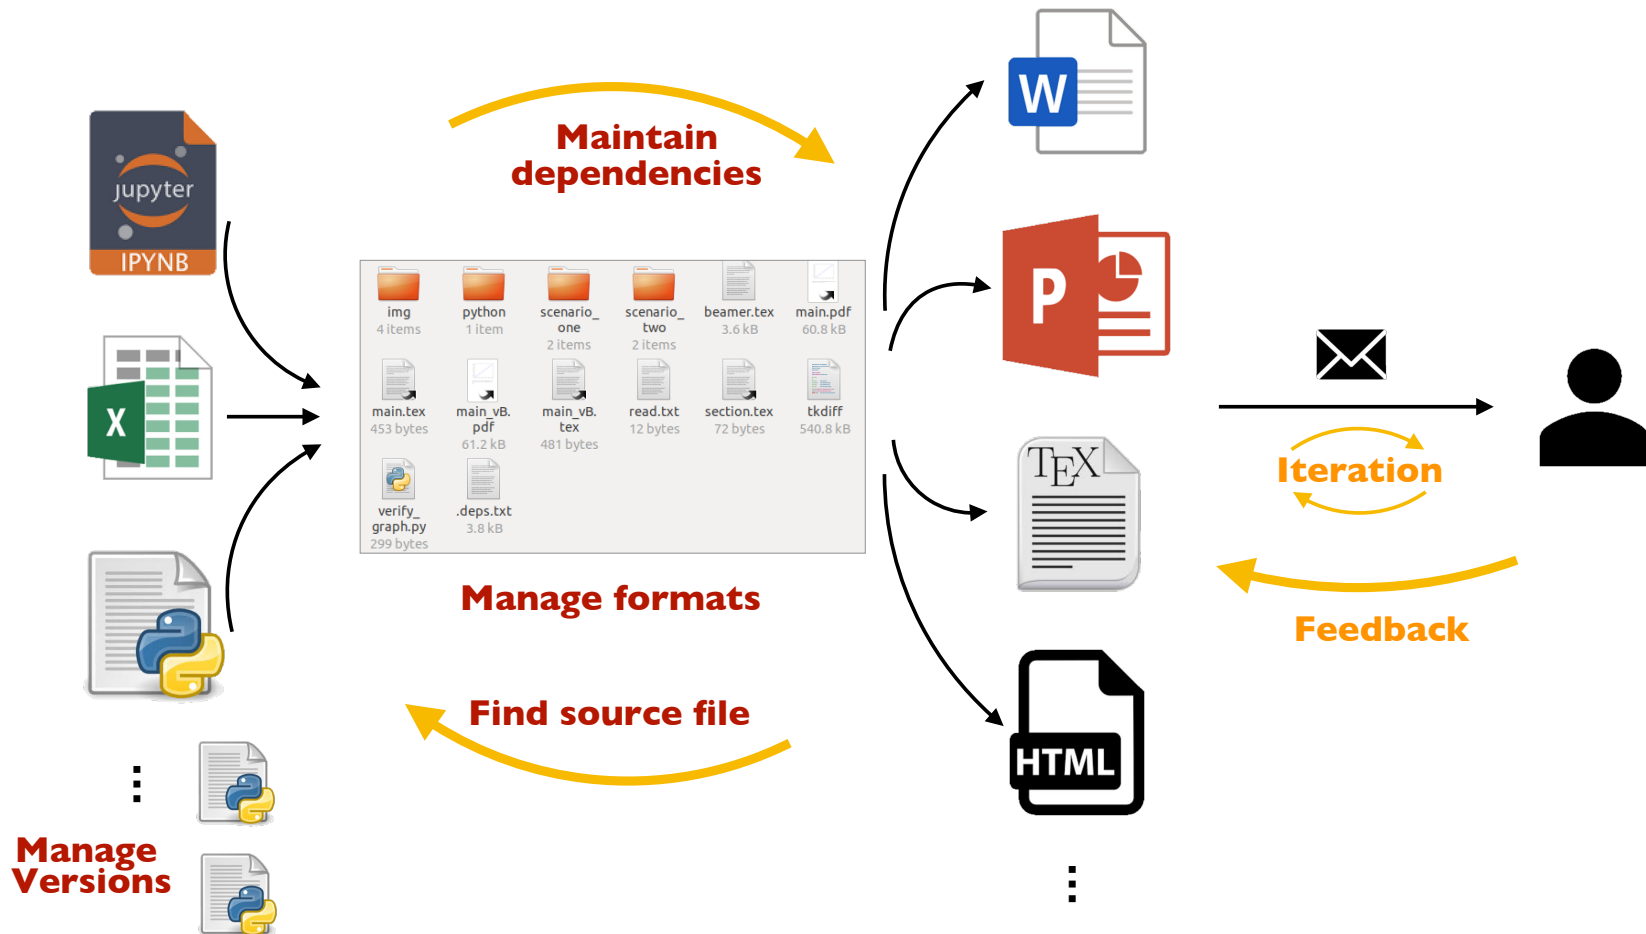 Maintain
dependencies
jupyter
IPYNB
X
img
4 items
python
1 item
scenario_
one
2 items
scenario_
two
2 items
beamer.tex
3.6 kB
main.pdf
60.8 kB
main.tex
453 bytes
main_vB.
pdf
61.2 kB
main_vB.
tex
481 bytes
read.txt
12 bytes
section.tex
72 bytes
tkdiff
540.8 kB
verify_
graph.py
299 bytes
.deps.txt
3.8 kB
Manage formats
Find source file
Manage
Versions
W
P
TEX
HTML
Iteration
Feedback